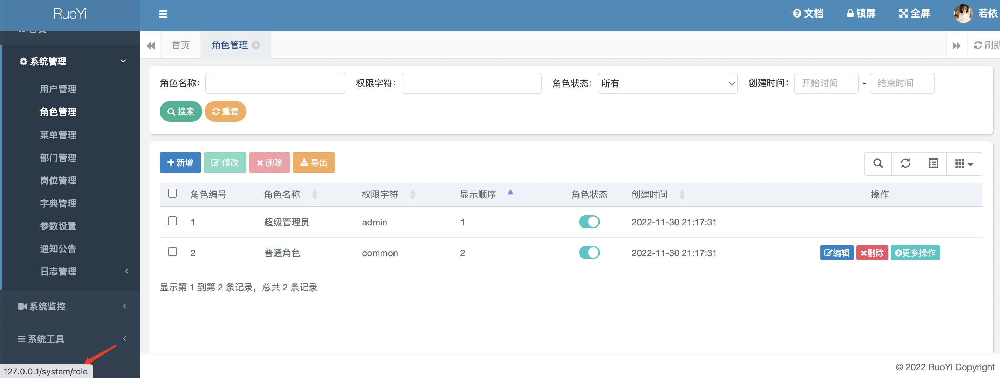 RuoYi
文档
锁屏
全屏
若依
系统管理
用户管理
角色管理
菜单管理
部门管理
岗位管理
字典管理
参数设置
通知公告
日志管理
系统监控
系统工具
127.0.0.1/system/role
首页
角色管理
角色名称：
权限字符：
角色状态：
所有
创建时间：
开始时间
-
结束时间
搜索
重置
新增
修改
删除
导出
角色编号 角色名称 权限字符 显示顺序 角色状态 创建时间 操作
1 超级管理员 admin 1 2022-11-30 21:17:31
2 普通角色 common 2 2022-11-30 21:17:31 编辑 删除 更多操作
显示第 1 到第 2 条记录，总共 2 条记录
© 2022 RuoYi Copyright